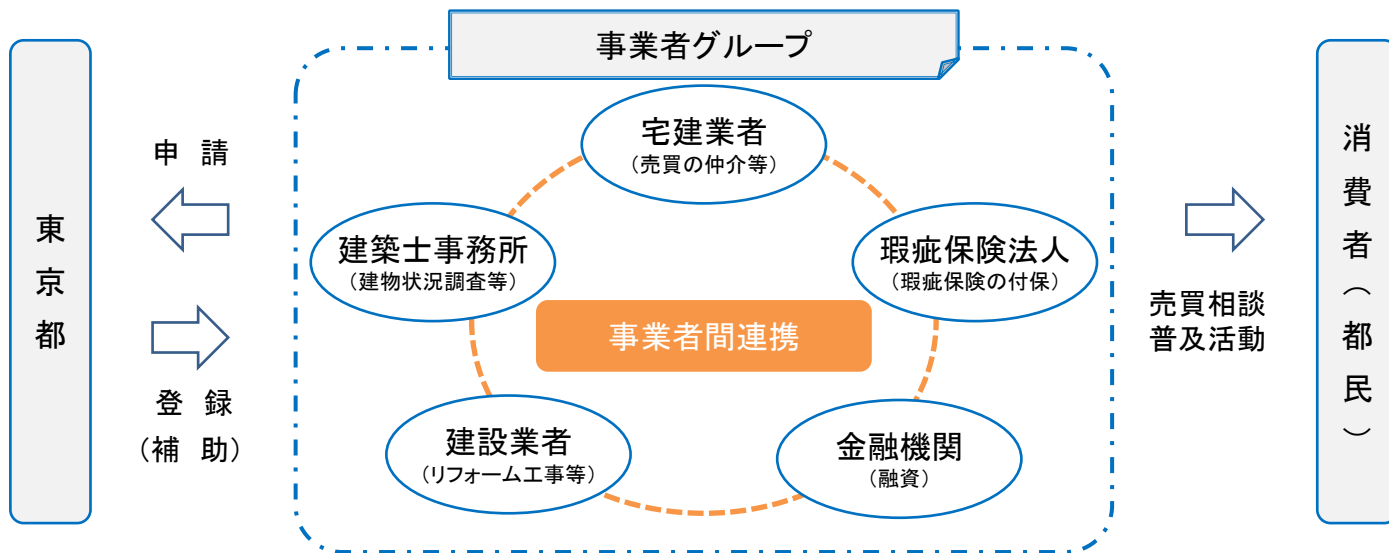 事業者グループ
東京都
申請
登録
（補助）
宅建業者
（売買の仲介等）
建築士事務所
（建物状況調査等）
瑕疵保険法人
（瑕疵保険の付保）
事業者間連携
建設業者
（リフォーム工事等）
金融機関
（融資）
売買相談
普及活動
消費者（都民）